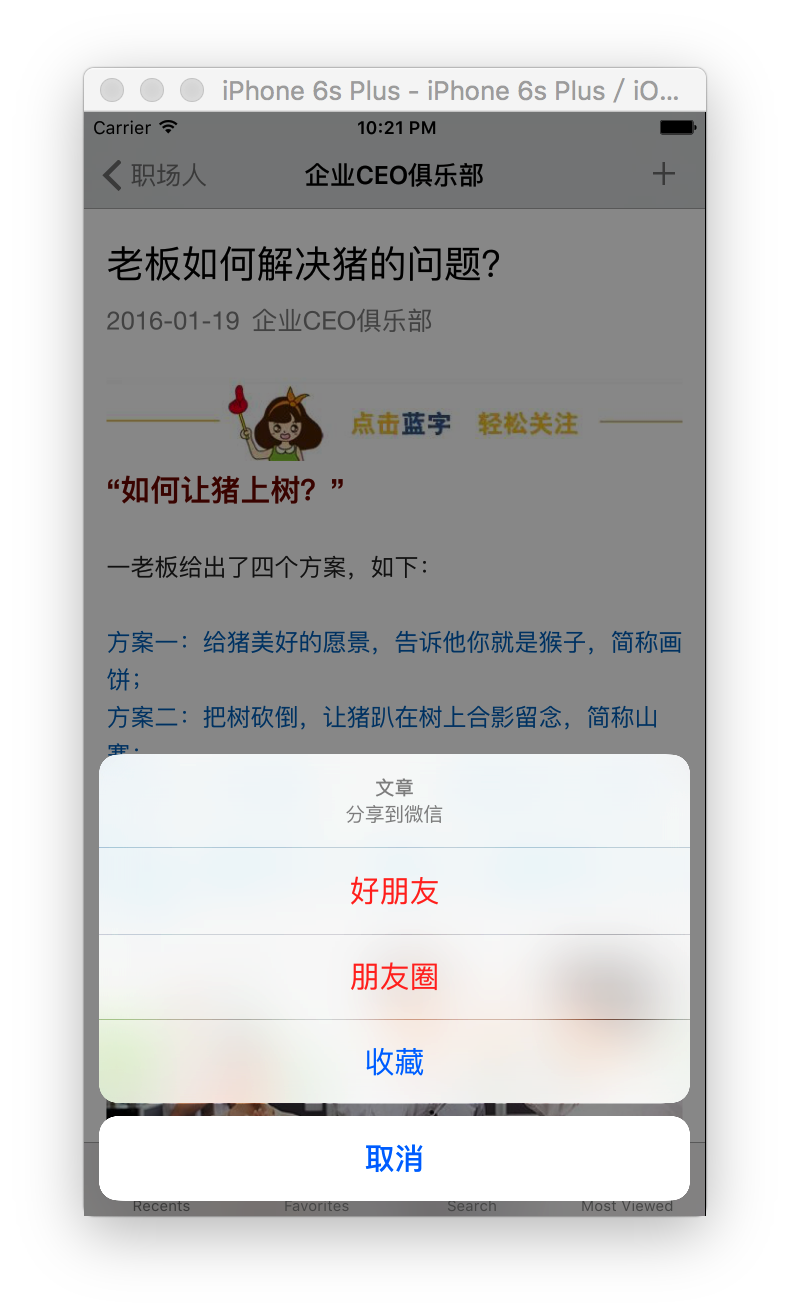 iPhone 6s Plus - iPhone 6s Plus / iO...
Carrier 10:21 PM
职场人 企业CEO俱乐部 +
老板如何解决猪的问题?
2016-01-19 企业CEO俱乐部
点击蓝字 轻松关注
“如何让猪上树？”
一老板给出了四个方案，如下：
方案一：给猪美好的愿景，告诉他你就是猴子，简称画
饼；
方案二：把树砍倒，让猪趴在树上合影留念，简称山
寨；
文章
分享到微信
好朋友
朋友圈
收藏
取消
Recents Favorites Search Most Viewed